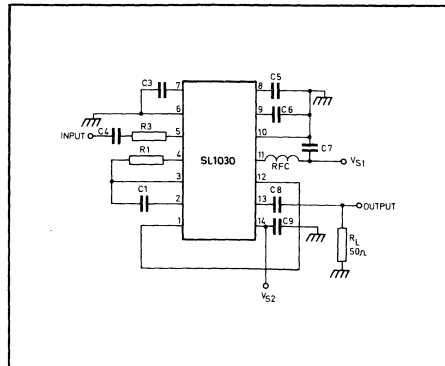 C3 7 8 C5
6 9 C6
INPUT C4 R3 5 10 C7
R1 4 SL1030 11 RFC VS1
3 12 C8
C1 2 13 OUTPUT
1 14 C9 RL
50Ω
VS2